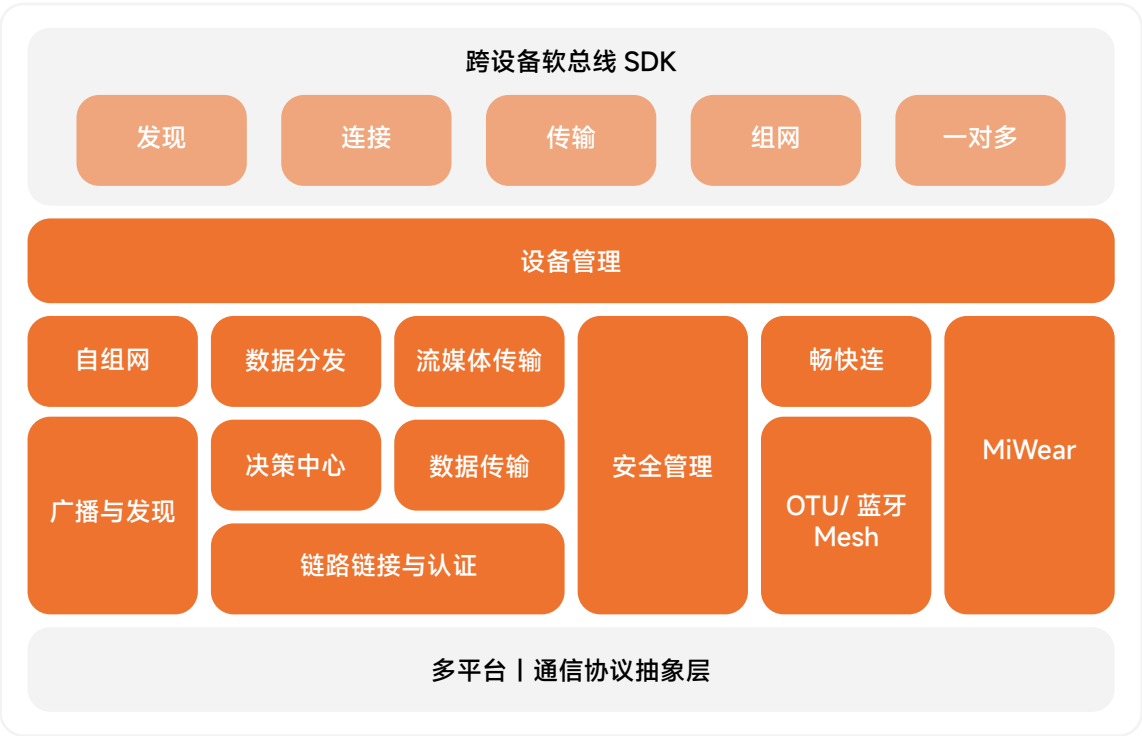 跨设备软总线 SDK
发现
连接
传输
组网
一对多
设备管理
自组网
数据分发
流媒体传输
畅快连
MiWear
决策中心
数据传输
安全管理
广播与发现
OTU/ 蓝牙
Mesh
链路链接与认证
多平台丨通信协议抽象层